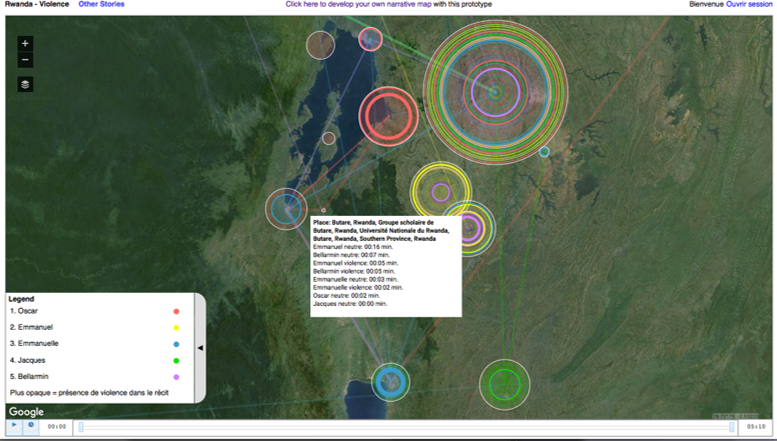 Rwanda - Violence Other Stories Click here to develop your own narrative map with this prototype Bienvenue Ouvrir session
+
−
Place: Butare, Rwanda, Groupe scholaire de
Butare, Rwanda, Université Nationale du Rwanda,
Butare, Rwanda, Southern Province, Rwanda
Emmanuel neutre: 00:16 min.
Bellarmin neutre: 00:07 min.
Emmanuel violence: 00:05 min.
Bellarmin violence: 00:05 min.
Emmanuelle neutre: 00:03 min.
Emmanuelle violence: 00:02 min.
Oscar neutre: 00:02 min.
Jacques neutre: 00:00 min.
Legend
1. Oscar
2. Emmanuel
3. Emmanuelle
4. Jacques
5. Bellarmin
Plus opaque = présence de violence dans le récit
Google
00:00 05:10